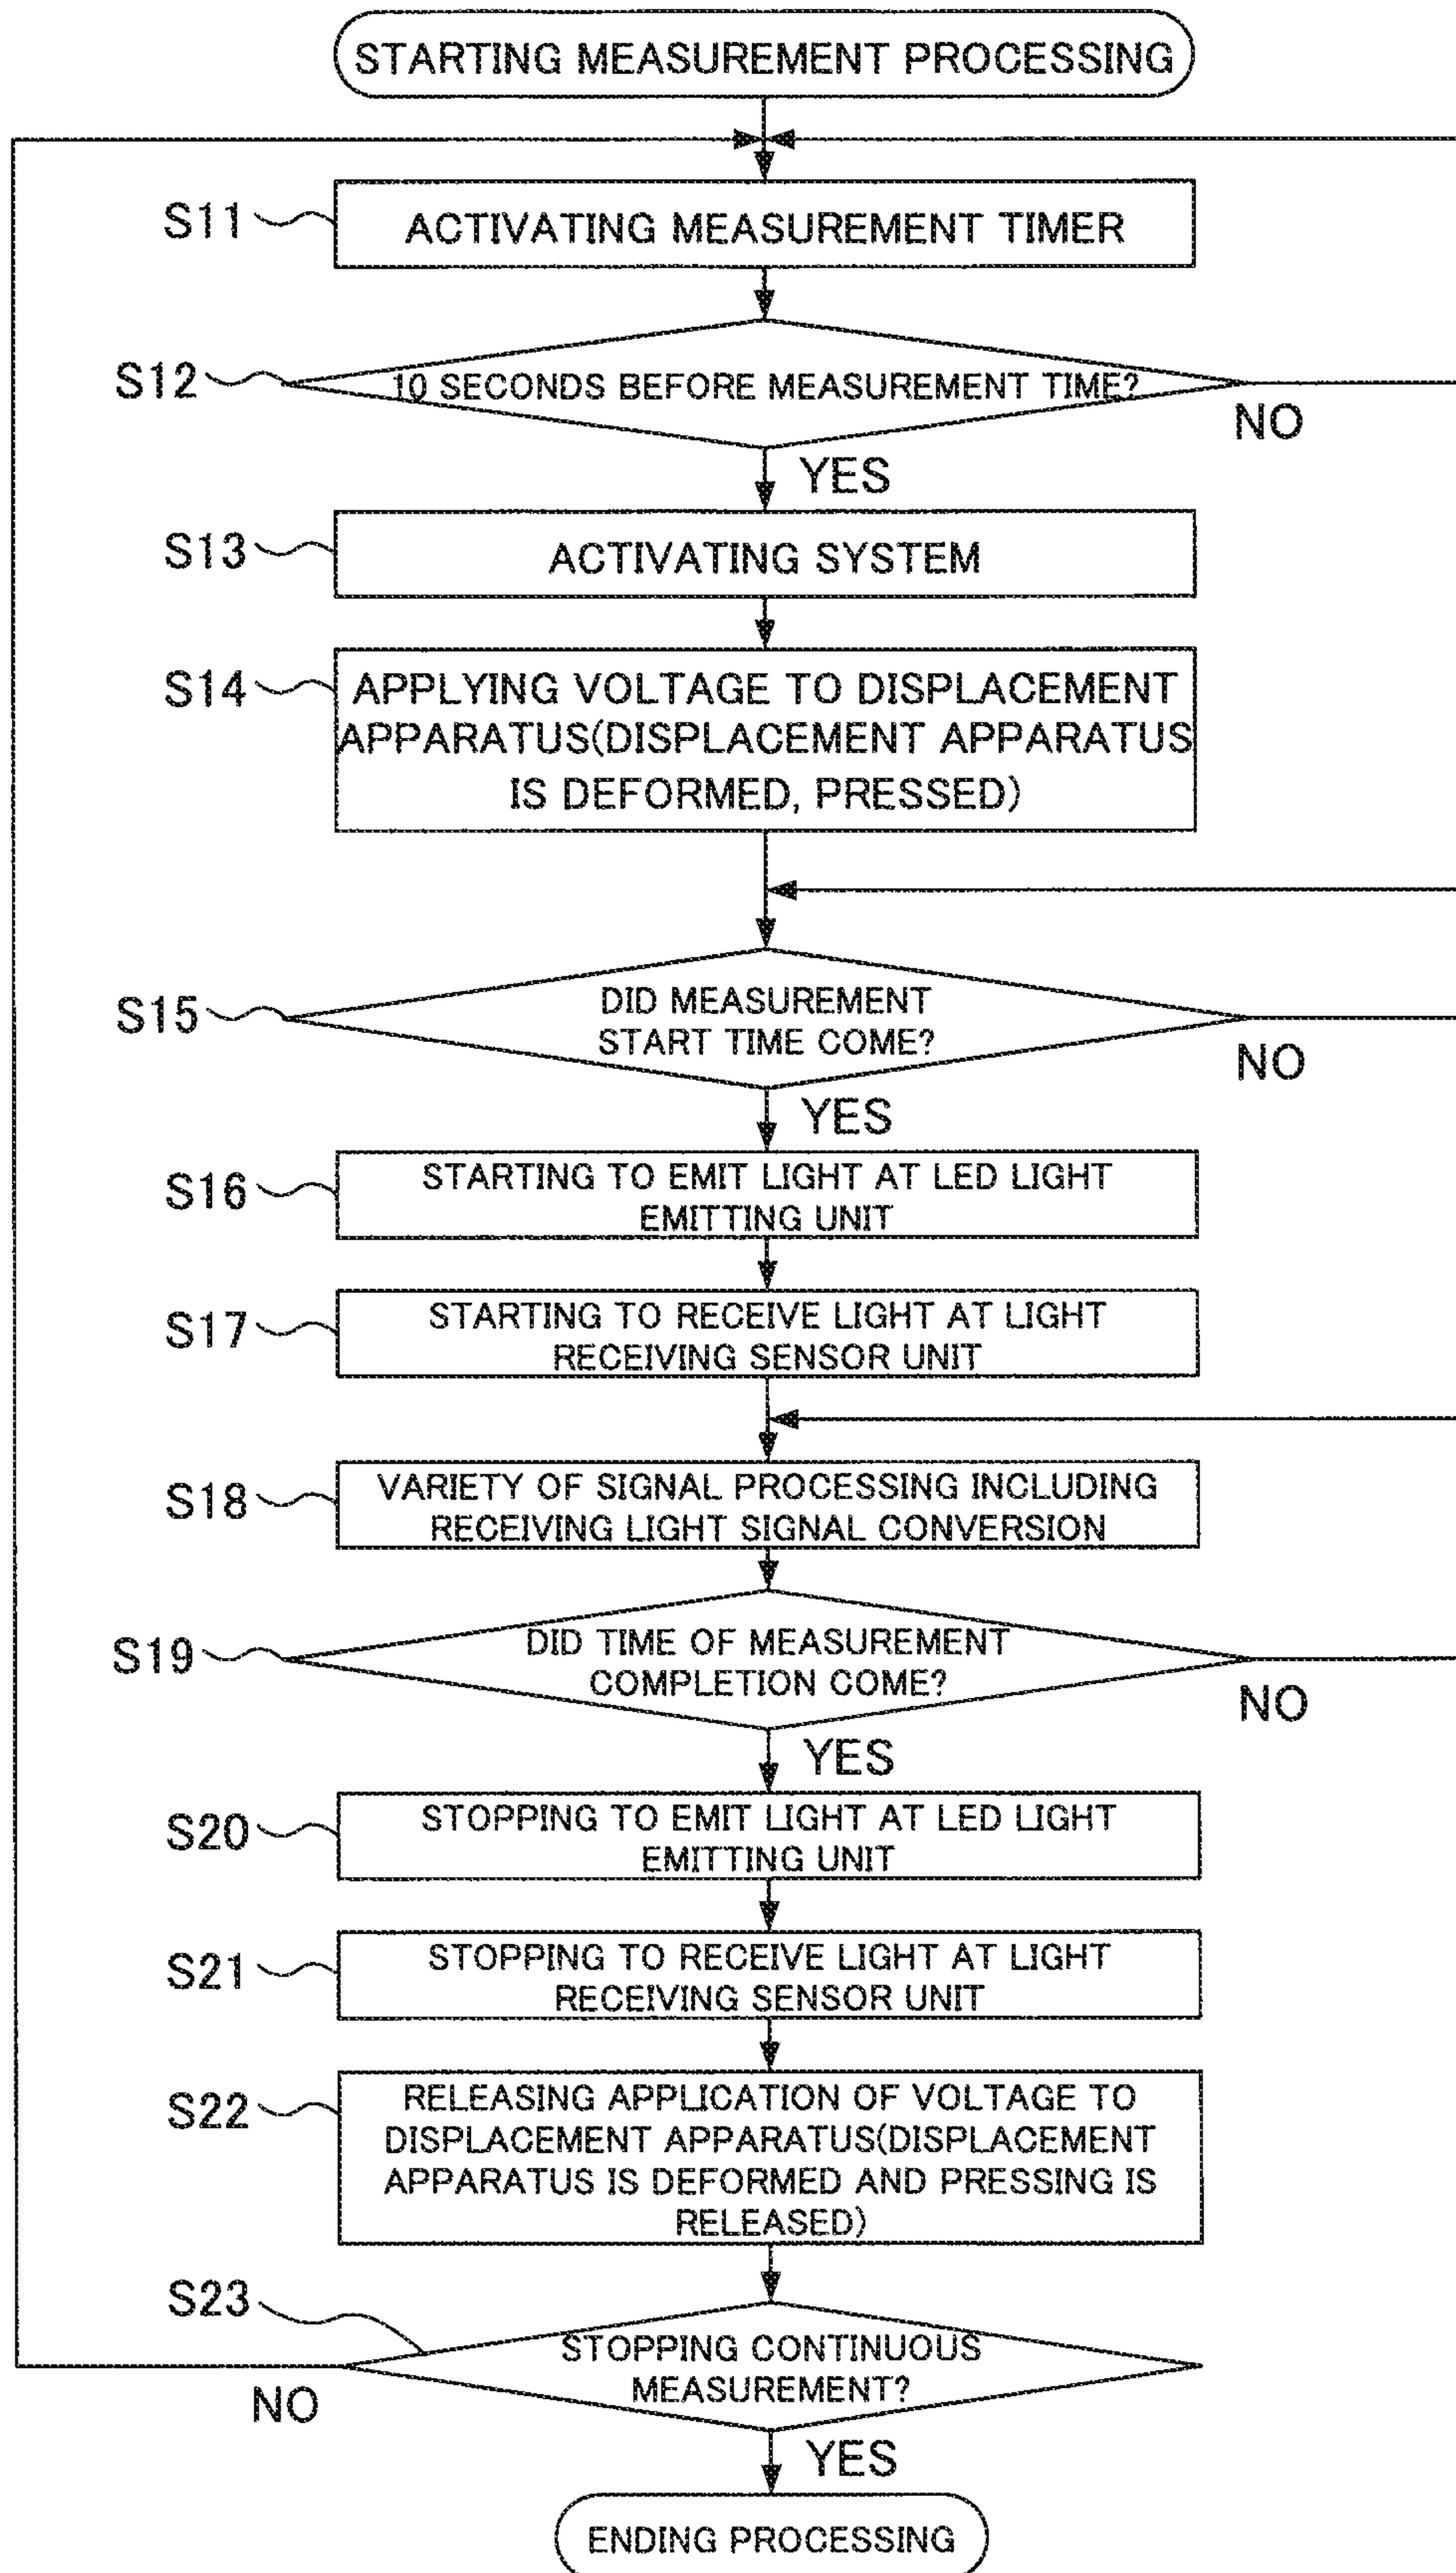 STARTING MEASUREMENT PROCESSING
S11
ACTIVATING MEASUREMENT TIMER
S12
10 SECONDS BEFORE MEASUREMENT TIME?
NO
YES
S13
ACTIVATING SYSTEM
S14
APPLYING VOLTAGE TO DISPLACEMENT
APPARATUS(DISPLACEMENT APPARATUS
IS DEFORMED, PRESSED)
S15
DID MEASUREMENT
START TIME COME?
NO
YES
S16
STARTING TO EMIT LIGHT AT LED LIGHT
EMITTING UNIT
S17
STARTING TO RECEIVE LIGHT AT LIGHT
RECEIVING SENSOR UNIT
S18
VARIETY OF SIGNAL PROCESSING INCLUDING
RECEIVING LIGHT SIGNAL CONVERSION
S19
DID TIME OF MEASUREMENT
COMPLETION COME?
NO
YES
S20
STOPPING TO EMIT LIGHT AT LED LIGHT
EMITTING UNIT
S21
STOPPING TO RECEIVE LIGHT AT LIGHT
RECEIVING SENSOR UNIT
S22
RELEASING APPLICATION OF VOLTAGE TO
DISPLACEMENT APPARATUS(DISPLACEMENT
APPARATUS IS DEFORMED AND PRESSING IS
RELEASED)
S23
STOPPING CONTINUOUS
MEASUREMENT?
NO
YES
ENDING PROCESSING